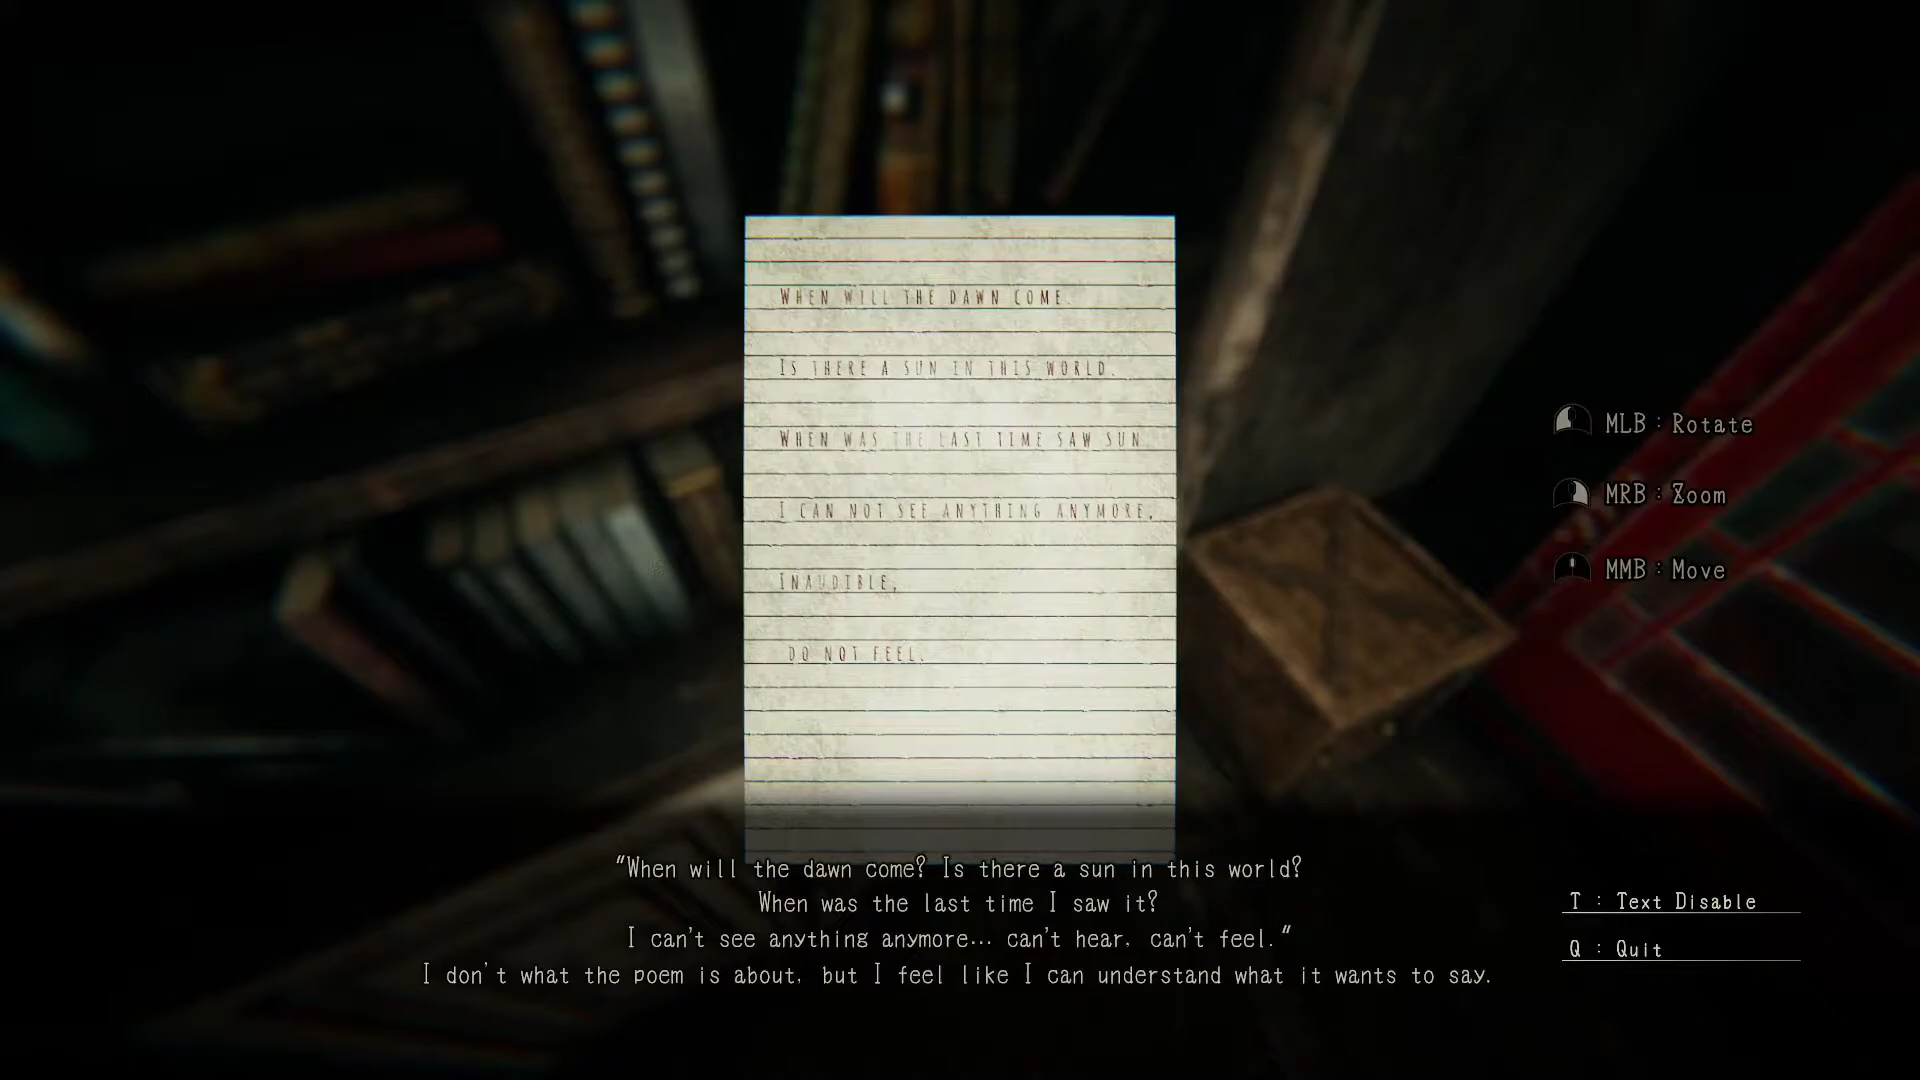 WHEN WILL THE DAWN COME.
IS THERE A SUN IN THIS WORLD.
WHEN WAS THE LAST TIME SAW SUN
I CAN NOT SEE ANYTHING ANYMORE,
INAUDIBLE,
DO NOT FEEL.
MLB : Rotate
MRB : Zoom
MMB : Move
"When will the dawn come? Is there a sun in this world?
When was the last time I saw it?
I can't see anything anymore... can't hear, can't feel."
I don't what the poem is about, but I feel like I can understand what it wants to say.
T : Text Disable
Q : Quit